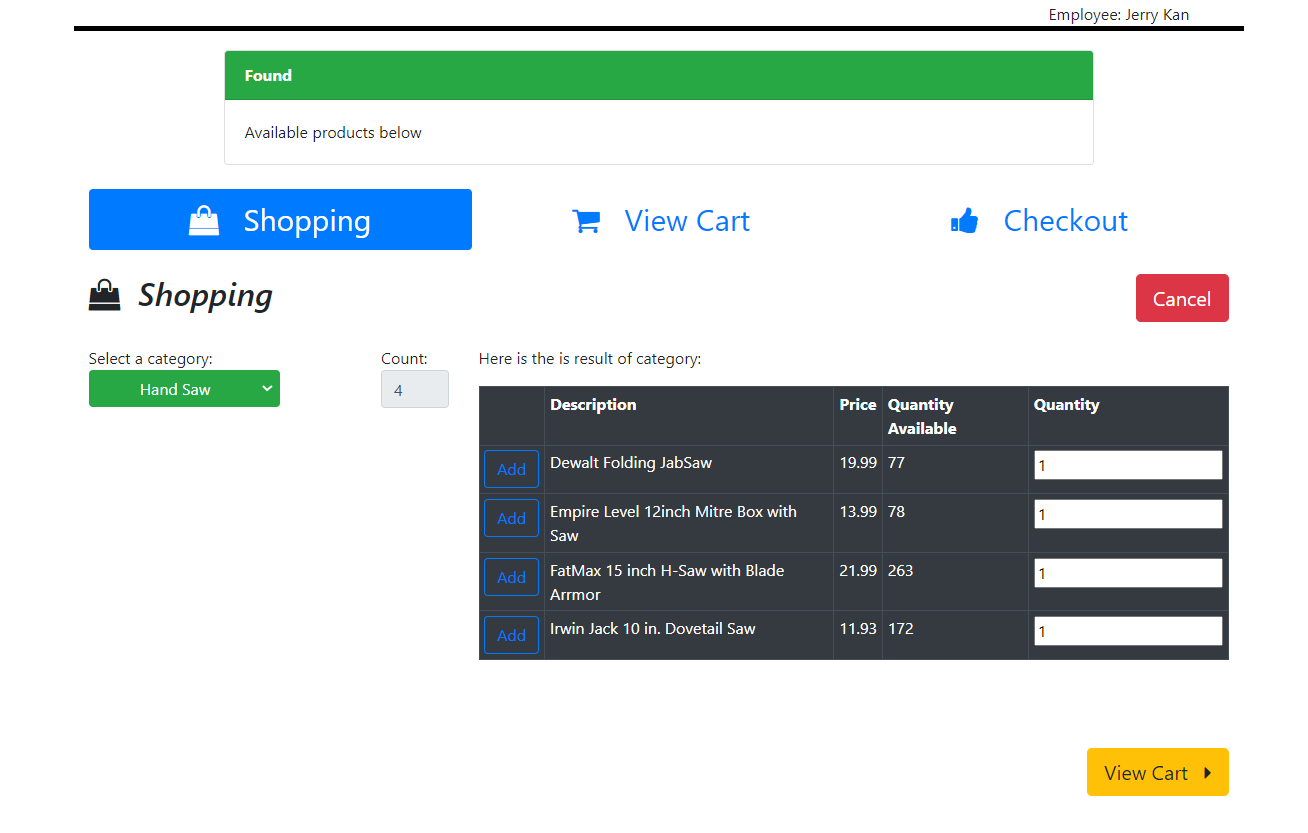 Employee: Jerry Kan
Found
Available products below
Shopping
View Cart
Checkout
Shopping
Cancel
Select a category:
Count:
Here is the is result of category:
Hand Saw
4
Description
Price
Quantity
Available
Quantity
Add
Dewalt Folding JabSaw
19.99
77
1
Add
Empire Level 12inch Mitre Box with
Saw
13.99
78
1
Add
FatMax 15 inch H-Saw with Blade
Arrmor
21.99
263
1
Add
Irwin Jack 10 in. Dovetail Saw
11.93
172
1
View Cart